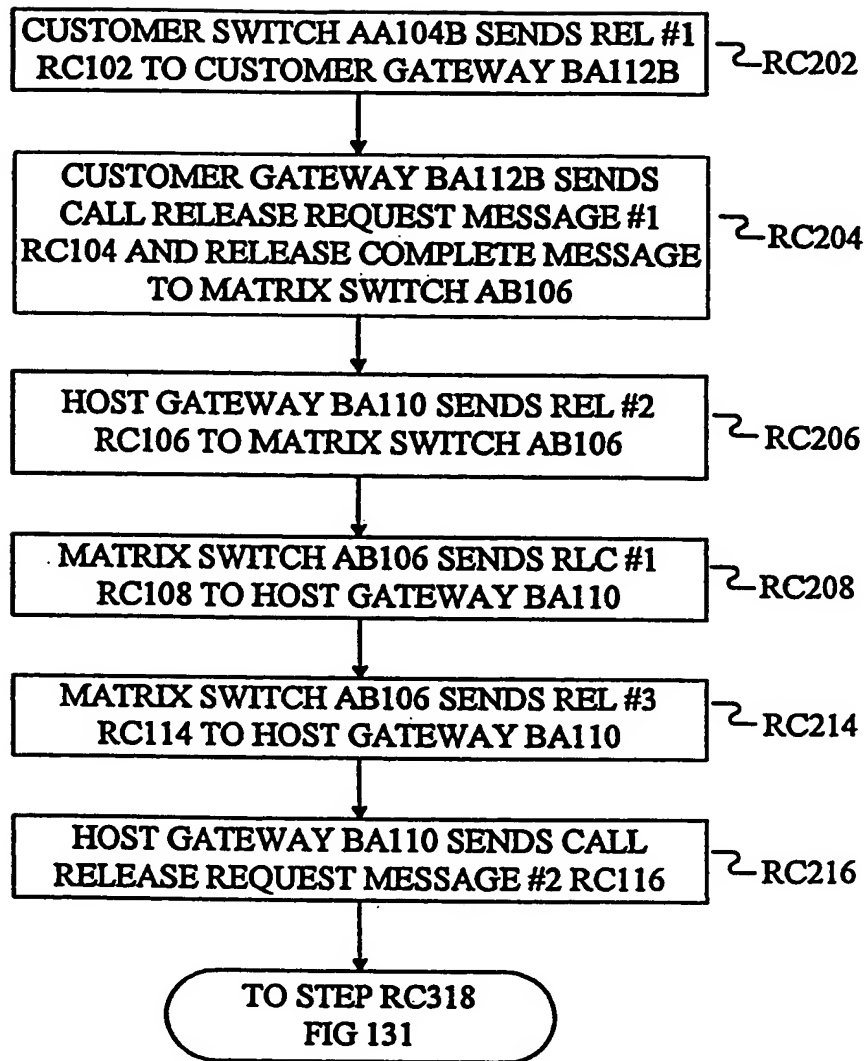 CUSTOMER SWITCH AA104B SENDS REL #1
RC102 TO CUSTOMER GATEWAY BA112B
RC202
CUSTOMER GATEWAY BA112B SENDS
CALL RELEASE REQUEST MESSAGE #1
RC104 AND RELEASE COMPLETE MESSAGE
TO MATRIX SWITCH AB106
RC204
HOST GATEWAY BA110 SENDS REL #2
RC106 TO MATRIX SWITCH AB106
RC206
MATRIX SWITCH AB106 SENDS RLC #1
RC108 TO HOST GATEWAY BA110
RC208
MATRIX SWITCH AB106 SENDS REL #3
RC114 TO HOST GATEWAY BA110
RC214
HOST GATEWAY BA110 SENDS CALL
RELEASE REQUEST MESSAGE #2 RC116
RC216
TO STEP RC318
FIG 131